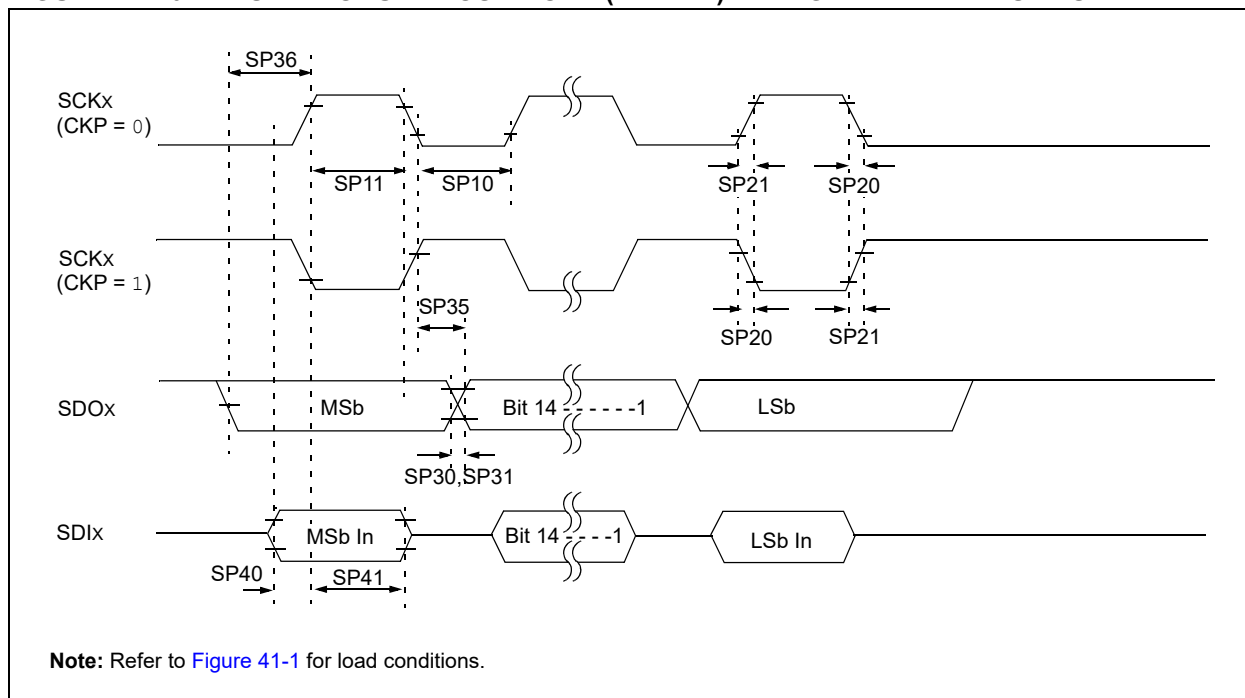 SP36
SCKx
(CKP = 0)
SP11
SP10
SP21
SP20
SCKx
(CKP = 1)
SP35
SP20
SP21
SDOx
MSb
Bit 14 - - - - - -1
LSb
SP30,SP31
SDIx
MSb In
Bit 14 - - - -1
LSb In
SP40
SP41
Note: Refer to Figure 41-1 for load conditions.